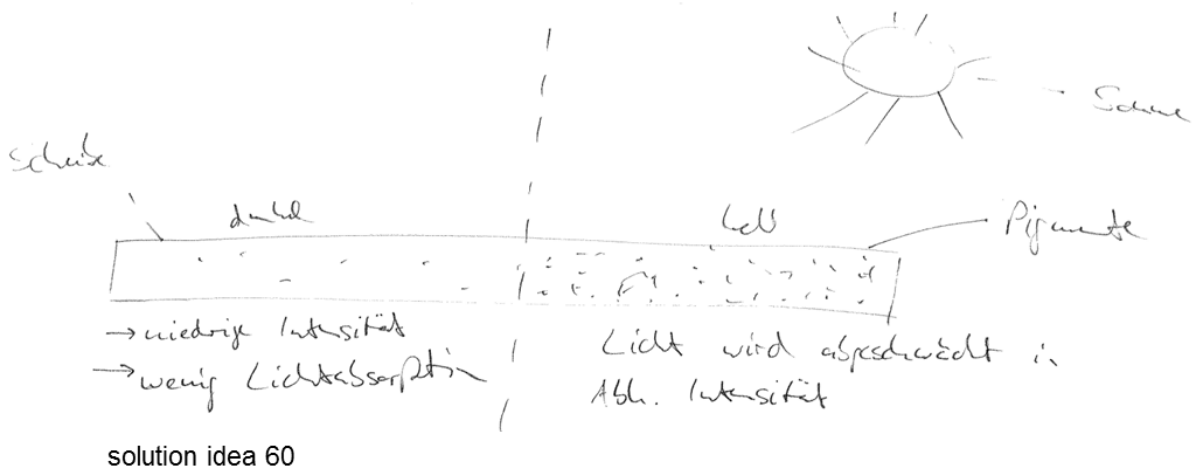 Sonne
Scheibe
dunkel
hell
Pigmente
→ niedrige Intensität
→ wenig Lichtabsorption
Licht wird abgeschwächt in
Abh. Intensität
solution idea 60